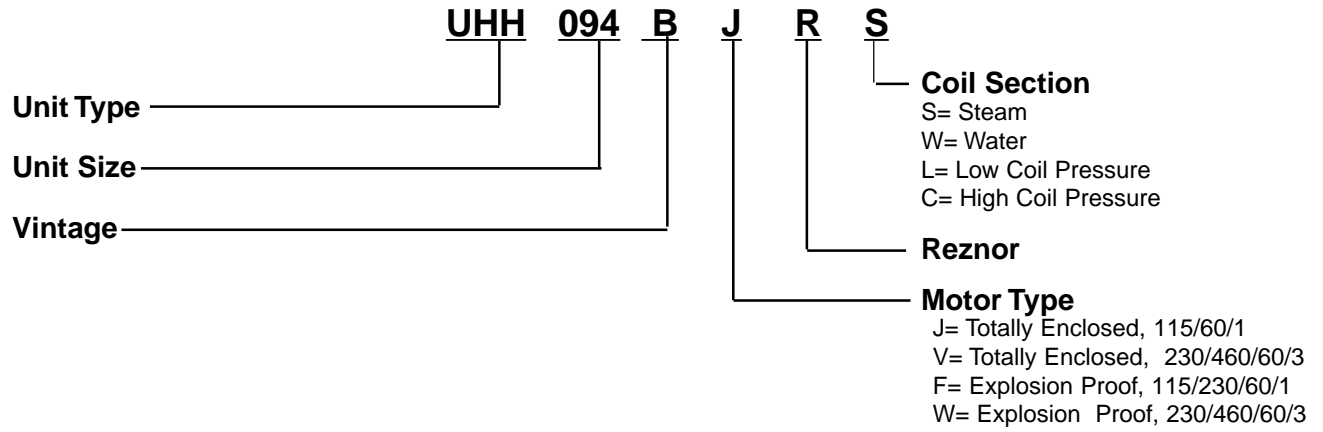 UHH 094 B J R S
Unit Type
Unit Size
Vintage
Coil Section
S= Steam
W= Water
L= Low Coil Pressure
C= High Coil Pressure
Reznor
Motor Type
J= Totally Enclosed, 115/60/1
V= Totally Enclosed, 230/460/60/3
F= Explosion Proof, 115/230/60/1
W= Explosion Proof, 230/460/60/3